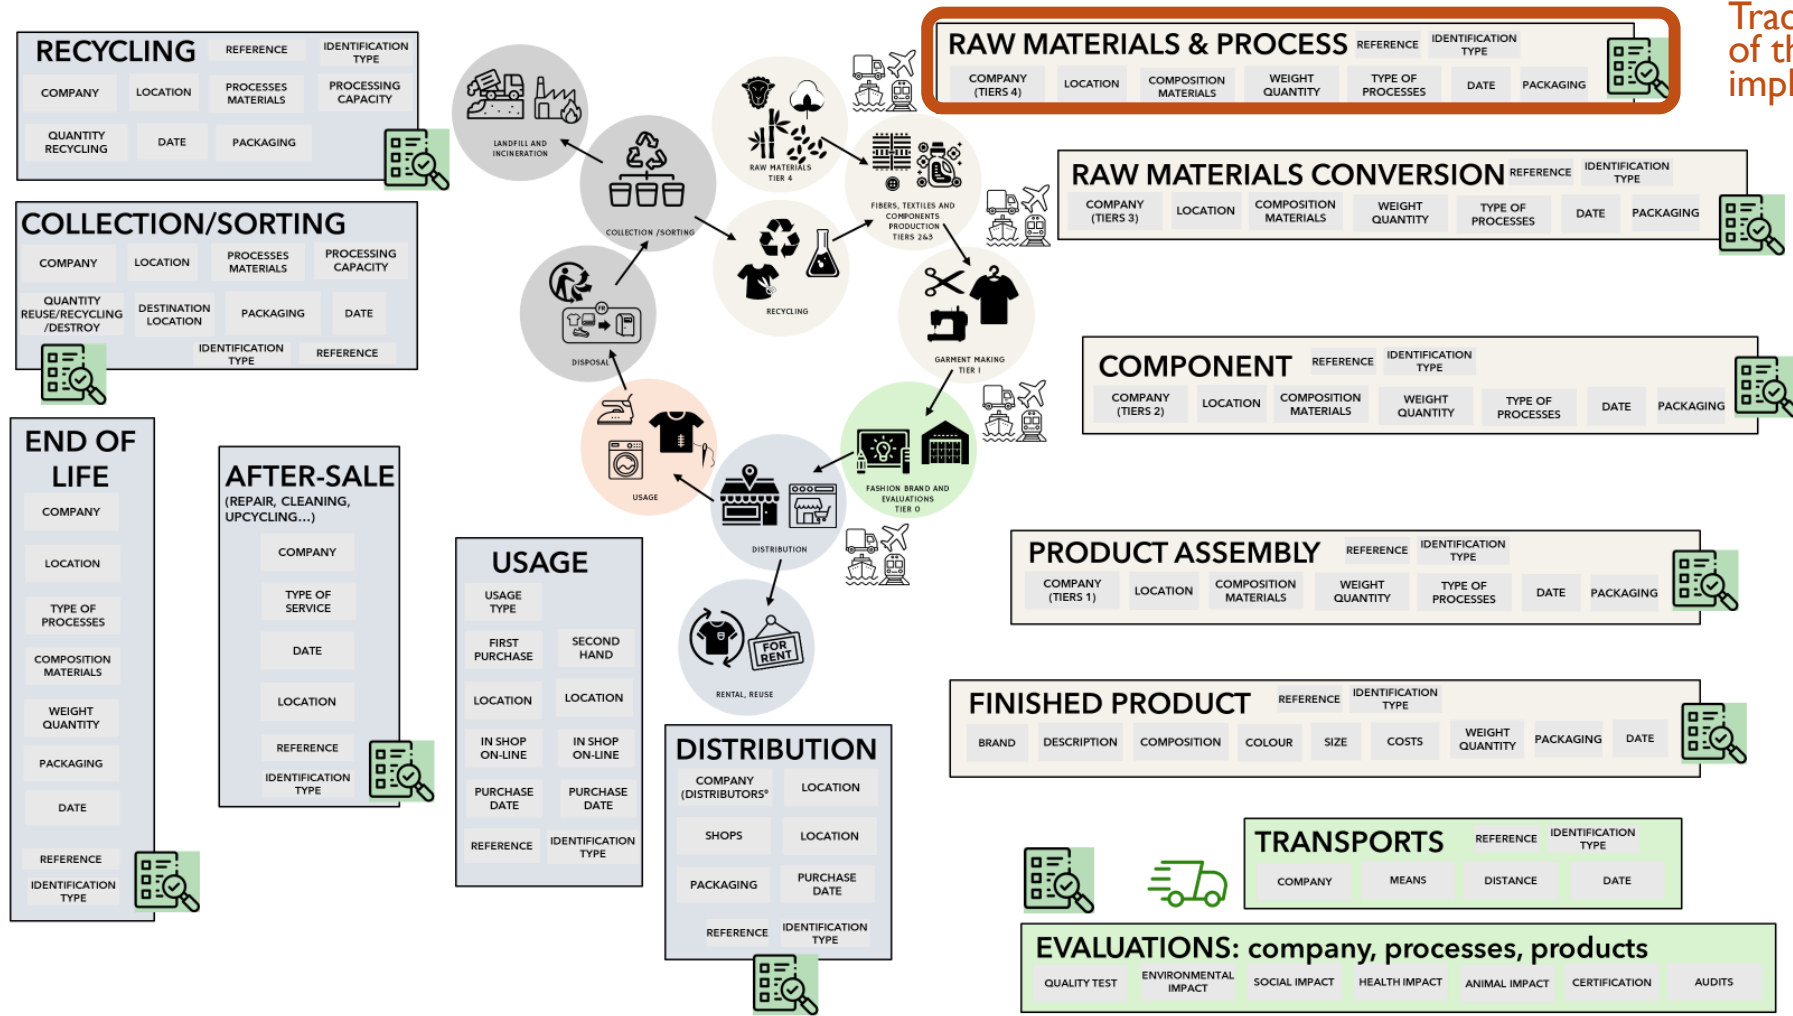 RECYCLING
REFERENCE
IDENTIFICATION
TYPE
COMPANY
LOCATION
PROCESSES
MATERIALS
PROCESSING
CAPACITY
QUANTITY
RECYCLING
DATE
PACKAGING
COLLECTION/SORTING
COMPANY
LOCATION
PROCESSES
MATERIALS
PROCESSING
CAPACITY
QUANTITY
REUSE/RECYCLING
/DESTROY
DESTINATION
LOCATION
PACKAGING
DATE
IDENTIFICATION
TYPE
REFERENCE
END OF
LIFE
COMPANY
LOCATION
TYPE OF
PROCESSES
COMPOSITION
MATERIALS
WEIGHT
QUANTITY
PACKAGING
DATE
REFERENCE
IDENTIFICATION
TYPE
AFTER-SALE
(REPAIR, CLEANING,
UPCYCLING...)
COMPANY
TYPE OF
SERVICE
DATE
LOCATION
REFERENCE
IDENTIFICATION
TYPE
USAGE
USAGE
TYPE
FIRST
PURCHASE
SECOND
HAND
LOCATION
LOCATION
IN SHOP
ON-LINE
IN SHOP
ON-LINE
PURCHASE
DATE
PURCHASE
DATE
REFERENCE
IDENTIFICATION
TYPE
DISTRIBUTION
COMPANY
(DISTRIBUTORS°
LOCATION
SHOPS
LOCATION
PACKAGING
PURCHASE
DATE
REFERENCE
IDENTIFICATION
TYPE
LANDFILL AND
INCINERATION
COLLECTION /SORTING
RAW MATERIALS
TIER 4
FIBERS, TEXTILES AND
COMPONENTS
PRODUCTION
TIERS 2&3
RECYCLING
FR
DISPOSAL
GARMENT MAKING
TIER 1
USAGE
FASHION BRAND AND
EVALUATIONS
TIER 0
DISTRIBUTION
FOR
RENT
RENTAL, REUSE
RAW MATERIALS & PROCESS
REFERENCE
IDENTIFICATION
TYPE
COMPANY
(TIERS 4)
LOCATION
COMPOSITION
MATERIALS
WEIGHT
QUANTITY
TYPE OF
PROCESSES
DATE
PACKAGING
RAW MATERIALS CONVERSION
REFERENCE
IDENTIFICATION
TYPE
COMPANY
(TIERS 3)
LOCATION
COMPOSITION
MATERIALS
WEIGHT
QUANTITY
TYPE OF
PROCESSES
DATE
PACKAGING
COMPONENT
REFERENCE
IDENTIFICATION
TYPE
COMPANY
(TIERS 2)
LOCATION
COMPOSITION
MATERIALS
WEIGHT
QUANTITY
TYPE OF
PROCESSES
DATE
PACKAGING
PRODUCT ASSEMBLY
REFERENCE
IDENTIFICATION
TYPE
COMPANY
(TIERS 1)
LOCATION
COMPOSITION
MATERIALS
WEIGHT
QUANTITY
TYPE OF
PROCESSES
DATE
PACKAGING
FINISHED PRODUCT
REFERENCE
IDENTIFICATION
TYPE
BRAND
DESCRIPTION
COMPOSITION
COLOUR
SIZE
COSTS
WEIGHT
QUANTITY
PACKAGING
DATE
TRANSPORTS
REFERENCE
IDENTIFICATION
TYPE
COMPANY
MEANS
DISTANCE
DATE
EVALUATIONS: company, processes, products
QUALITY TEST
ENVIRONMENTAL
IMPACT
SOCIAL IMPACT
HEALTH IMPACT
ANIMAL IMPACT
CERTIFICATION
AUDITS
of